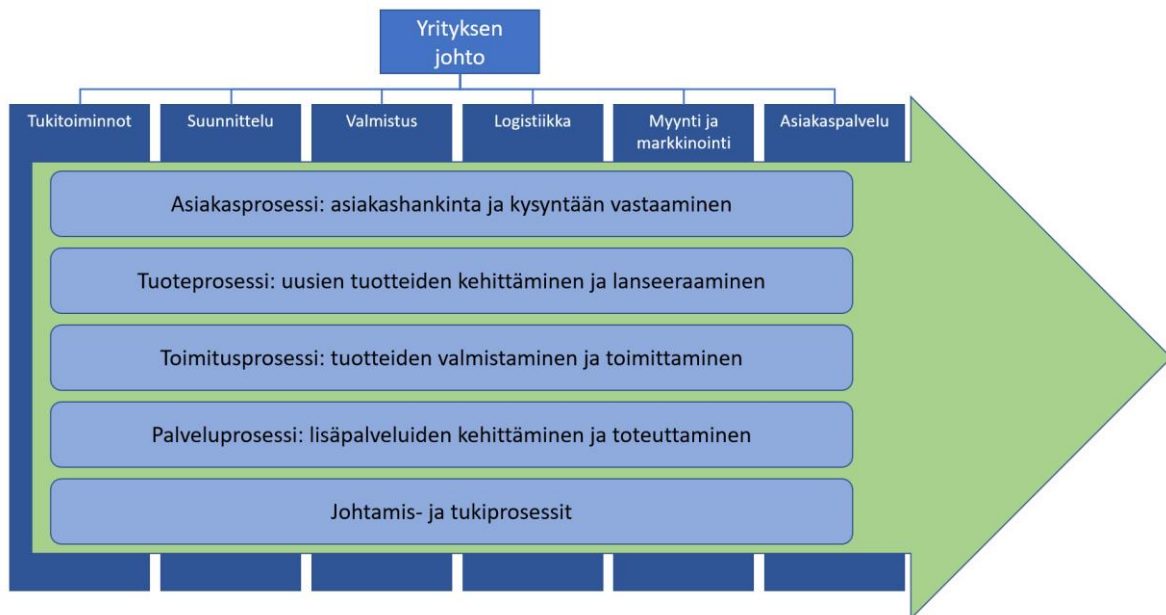 Yrityksen
johto
Tukitoiminnot
Suunnittelu
Valmistus
Logistiikka
Myynti ja
markkinointi
Asiakaspalvelu
Asiakasprosessi: asiakashankinta ja kysyntään vastaaminen
Tuoteprosessi: uusien tuotteiden kehittäminen ja lanseeraaminen
Toimitusprosessi: tuotteiden valmistaminen ja toimittaminen
Palveluprosessi: lisäpalveluiden kehittäminen ja toteuttaminen
Johtamis- ja tukiprosessit